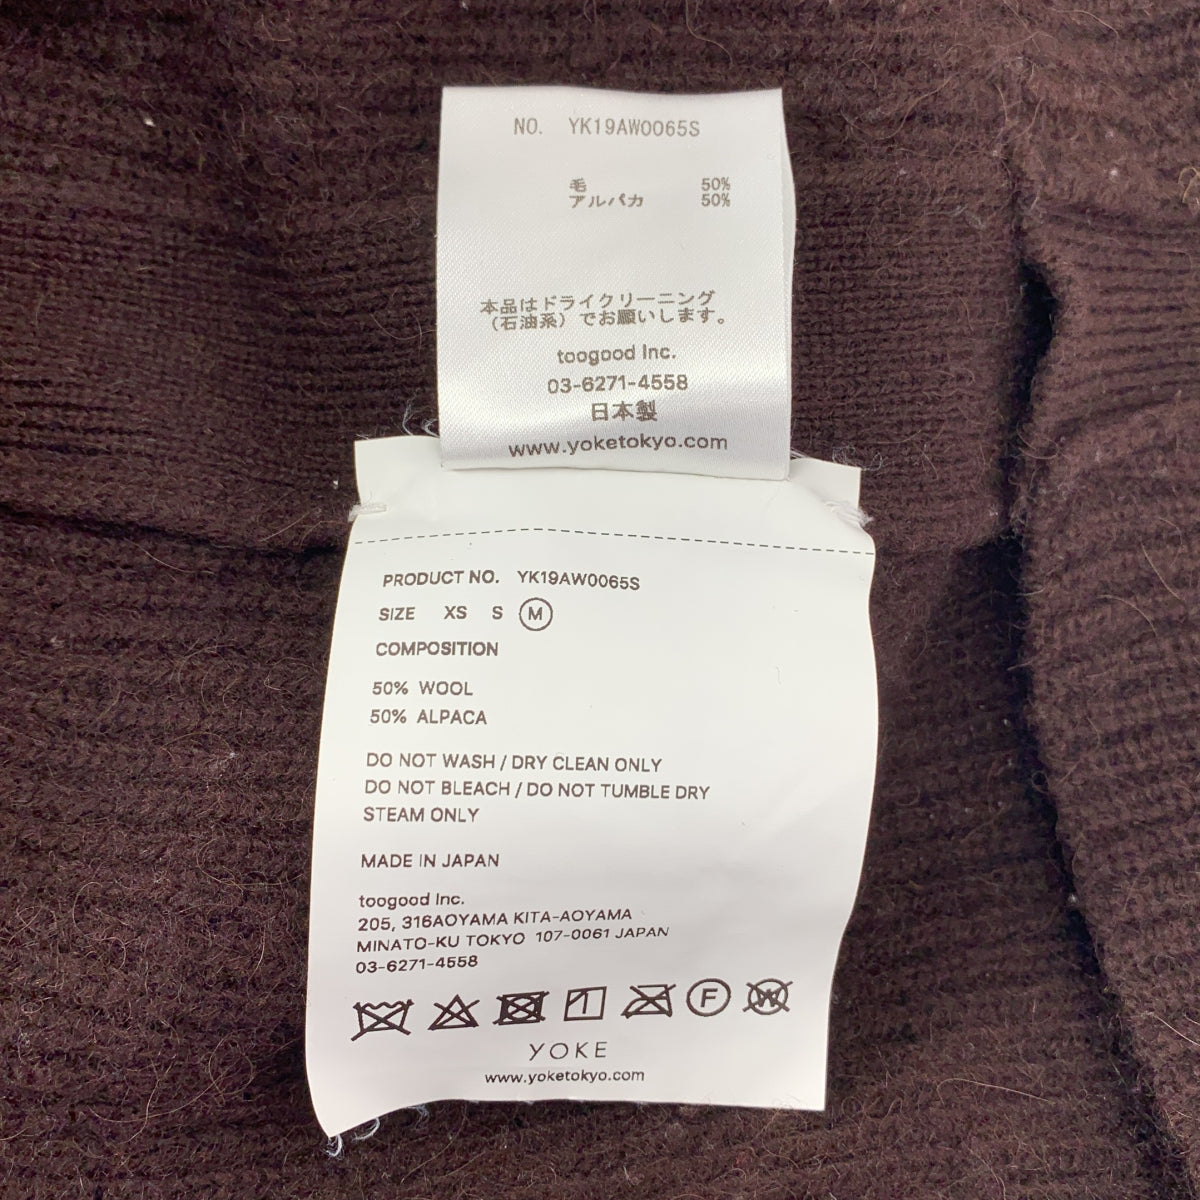 NO. YK19AW0065S
毛 50%
アルパカ 50%
本品はドライクリーニング
(石油系)でお願いします。
toogood Inc.
03-6271-4558
日本製
www.yoketokyo.com
PRODUCT NO. YK19AW0065S
SIZE XS S M
COMPOSITION
50% WOOL
50% ALPACA
DO NOT WASH / DRY CLEAN ONLY
DO NOT BLEACH / DO NOT TUMBLE DRY
STEAM ONLY
MADE IN JAPAN
toogood Inc.
205, 316AOYAMA KITA-AOYAMA
MINATO-KU TOKYO 107-0061 JAPAN
03-6271-4558
F W
YOKE
www.yoketokyo.com